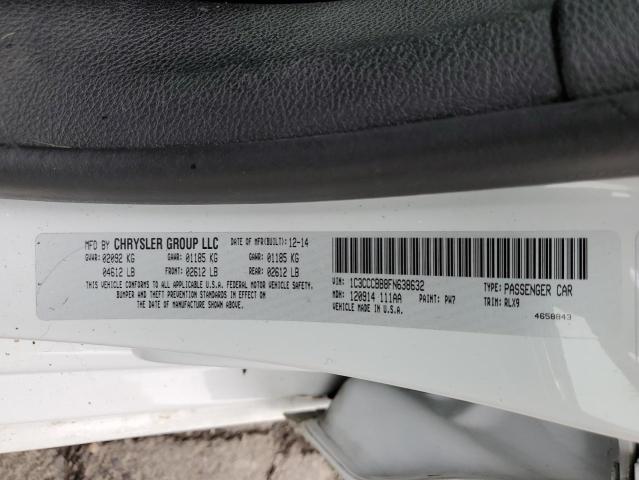 MFD BY CHRYSLER GROUP LLC DATE OF MFR(BUILT): 12-14
GVWR: 02092 KG GAWR: 01185 KG GAWR: 01185 KG
04612 LB FRONT: 02612 LB REAR: 02612 LB
THIS VEHICLE CONFORMS TO ALL APPLICABLE U.S.A. FEDERAL MOTOR VEHICLE SAFETY,
BUMPER AND THEFT PREVENTION STANDARDS IN EFFECT ON
THE DATE OF MANUFACTURE SHOWN ABOVE.
VIN: 1C3CCCBB8FN638632 TYPE: PASSENGER CAR
MDH: 120914 111AA PAINT: PW7 TRIM: RLX9
VEHICLE MADE IN U.S.A. 4658843